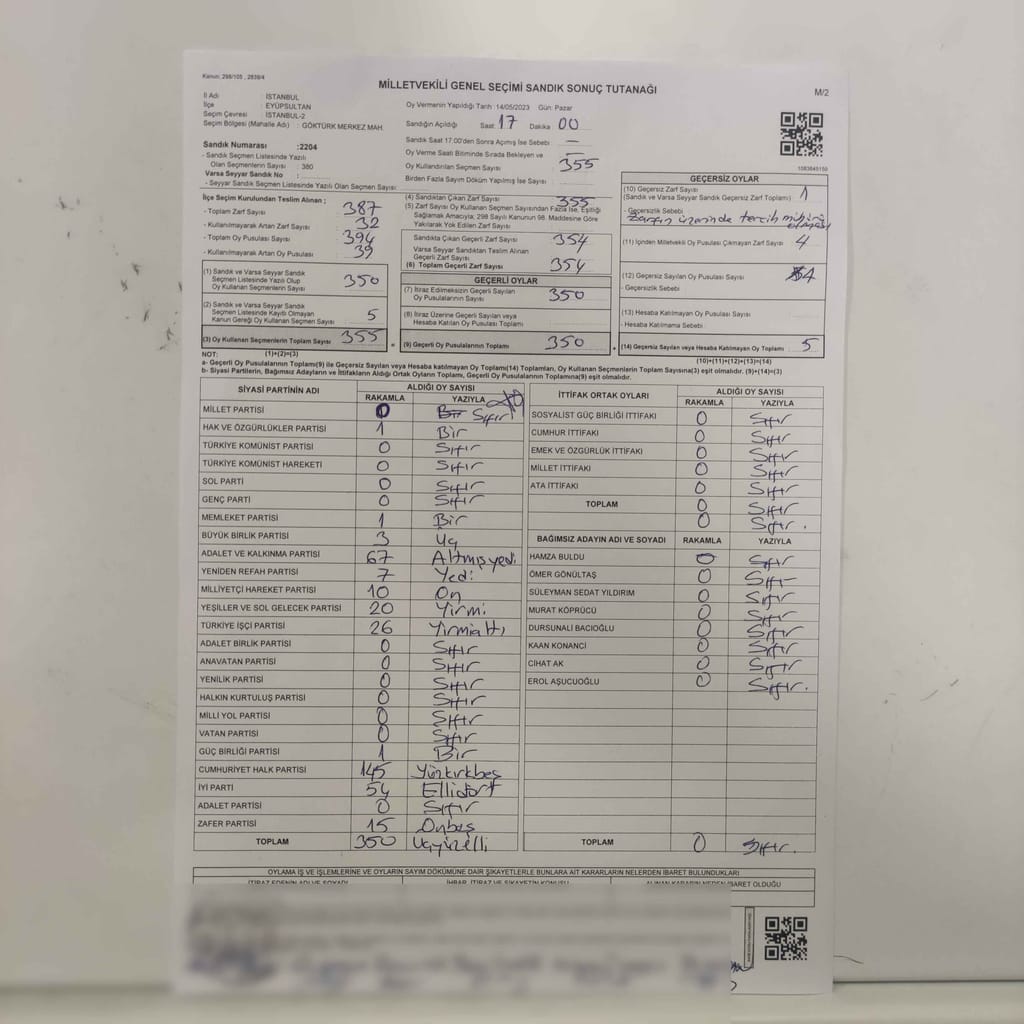 Kanun: 298/105 , 2839/4
MİLLETVEKİLİ GENEL SEÇİMİ SANDIK SONUÇ TUTANAĞI
M/2
İl Adı : İSTANBUL
İlçe : EYÜPSULTAN
Seçim Çevresi : İSTANBUL-2
Seçim Bölgesi (Mahalle Adı) : GÖKTÜRK MERKEZ MAH.
Oy Vermenin Yapıldığı Tarih :14/05/2023 Gün: Pazar
Sandığın Açıldığı Saat 17 Dakika 00
Sandık Saat 17.00'den Sonra Açılmış İse Sebebi : —
Oy Verme Saati Bitiminde Sırada Bekleyen ve —
Oy Kullandırılan Seçmen Sayısı 355
Birden Fazla Sayım Döküm Yapılmış İse Sayısı :
Sandık Numarası :2204
- Sandık Seçmen Listesinde Yazılı
Olan Seçmenlerin Sayısı : 380
Varsa Seyyar Sandık No :
- Seyyar Sandık Seçmen Listesinde Yazılı Olan Seçmen Sayısı :
1083645150
İlçe Seçim Kurulundan Teslim Alınan ;
- Toplam Zarf Sayısı 387
- Kullanılmayarak Artan Zarf Sayısı 32
- Toplam Oy Pusulası Sayısı 394
- Kullanılmayarak Artan Oy Pusulası 39
(1) Sandık ve Varsa Seyyar Sandık
Seçmen Listesinde Yazılı Olup
Oy Kullanan Seçmenlerin Sayısı 350
(2) Sandık ve Varsa Seyyar Sandık
Seçmen Listesinde Kayıtlı Olmayan
Kanun Gereği Oy Kullanan Seçmen Sayısı 5
(3) Oy Kullanan Seçmenlerin Toplam Sayısı 355
(1)+(2)=(3)
(4) Sandıktan Çıkan Zarf Sayısı 355
(5) Zarf Sayısı Oy Kullanan Seçmen Sayısından Fazla İse, Eşitliği
Sağlamak Amacıyla; 298 Sayılı Kanunun 98. Maddesine Göre
Yakılarak Yok Edilen Zarf Sayısı
Sandıkta Çıkan Geçerli Zarf Sayısı 354
Varsa Seyyar Sandıktan Teslim Alınan
Geçerli Zarf Sayısı
(6) Toplam Geçerli Zarf Sayısı 354
GEÇERLİ OYLAR
(7) İtiraz Edilmeksizin Geçerli Sayılan
Oy Pusulalarının Sayısı 350
(8) İtiraz Üzerine Geçerli Sayılan veya
Hesaba Katılan Oy Pusulası Toplamı
(9) Geçerli Oy Pusulalarının Toplamı 350
GEÇERSİZ OYLAR
(10) Geçersiz Zarf Sayısı 1
(Sandık ve Varsa Seyyar Sandık Geçersiz Zarf Toplamı)
- Geçersizlik Sebebi
Zarfın üzerinde tercih mührü olması
(11) İçinden Milletvekili Oy Pusulası Çıkmayan Zarf Sayısı 4
(12) Geçersiz Sayılan Oy Pusulası Sayısı 4
- Geçersizlik Sebebi
(13) Hesaba Katılmayan Oy Pusulası Sayısı
- Hesaba Katılmama Sebebi :
(14) Geçersiz Sayılan veya Hesaba Katılmayan Oy Toplamı 5
(10)+(11)+(12)+(13)=(14)
NOT:
a- Geçerli Oy Pusulalarının Toplamı(9) ile Geçersiz Sayılan veya Hesaba katılmayan Oy Toplamı(14) Toplamları, Oy Kullanan Seçmenlerin Toplam Sayısına(3) eşit olmalıdır. (9)+(14)=(3)
b- Siyasi Partilerin, Bağımsız Adayların ve İttifakların Aldığı Ortak Oyların Toplamı, Geçerli Oy Pusulalarının Toplamına(9) eşit olmalıdır.
SİYASİ PARTİNİN ADI ALDIĞI OY SAYISI
RAKAMLA YAZIYLA
MİLLET PARTİSİ 0 Sıfır
HAK VE ÖZGÜRLÜKLER PARTİSİ 1 Bir
TÜRKİYE KOMÜNİST PARTİSİ 0 Sıfır
TÜRKİYE KOMÜNİST HAREKETİ 0 Sıfır
SOL PARTİ 0 Sıfır
GENÇ PARTİ 0 Sıfır
MEMLEKET PARTİSİ 1 Bir
BÜYÜK BİRLİK PARTİSİ 3 Üç
ADALET VE KALKINMA PARTİSİ 67 Altmışyedi
YENİDEN REFAH PARTİSİ 7 Yedi
MİLLİYETÇİ HAREKET PARTİSİ 10 On
YEŞİLLER VE SOL GELECEK PARTİSİ 20 Yirmi
TÜRKİYE İŞÇİ PARTİSİ 26 Yirmialtı
ADALET BİRLİK PARTİSİ 0 Sıfır
ANAVATAN PARTİSİ 0 Sıfır
YENİLİK PARTİSİ 0 Sıfır
HALKIN KURTULUŞ PARTİSİ 0 Sıfır
MİLLİ YOL PARTİSİ 0 Sıfır
VATAN PARTİSİ 0 Sıfır
GÜÇ BİRLİĞİ PARTİSİ 1 Bir
CUMHURİYET HALK PARTİSİ 145 Yüzkırkbeş
İYİ PARTİ 54 Ellidört
ADALET PARTİSİ 0 Sıfır
ZAFER PARTİSİ 15 Onbeş
TOPLAM 350 Üçyüzelli
İTTİFAK ORTAK OYLARI ALDIĞI OY SAYISI
RAKAMLA YAZIYLA
SOSYALİST GÜÇ BİRLİĞİ İTTİFAKI 0 Sıfır
CUMHUR İTTİFAKI 0 Sıfır
EMEK VE ÖZGÜRLÜK İTTİFAKI 0 Sıfır
MİLLET İTTİFAKI 0 Sıfır
ATA İTTİFAKI 0 Sıfır
TOPLAM 0 Sıfır
0 Sıfır.
BAĞIMSIZ ADAYIN ADI VE SOYADI RAKAMLA YAZIYLA
HAMZA BULDU 0 Sıfır
ÖMER GÖNÜLTAŞ 0 Sıfır
SÜLEYMAN SEDAT YILDIRIM 0 Sıfır
MURAT KÖPRÜCÜ 0 Sıfır
DURSUNALİ BACIOĞLU 0 Sıfır
KAAN KONANCİ 0 Sıfır
CİHAT AK 0 Sıfır
EROL AŞUCUOĞLU 0 Sıfır.
TOPLAM 0 Sıfır.
OYLAMA İŞ VE İŞLEMLERİNE VE OYLARIN SAYIM DÖKÜMÜNE DAİR ŞİKAYETLERLE BUNLARA AİT KARARLARIN NELERDEN İBARET BULUNDUKLARI
İTİRAZ EDENİN ADI VE SOYADI İHBAR, İTİRAZ VE ŞİKAYETİN KONUSU ALINAN KARARIN NEDEN İBARET OLDUĞU